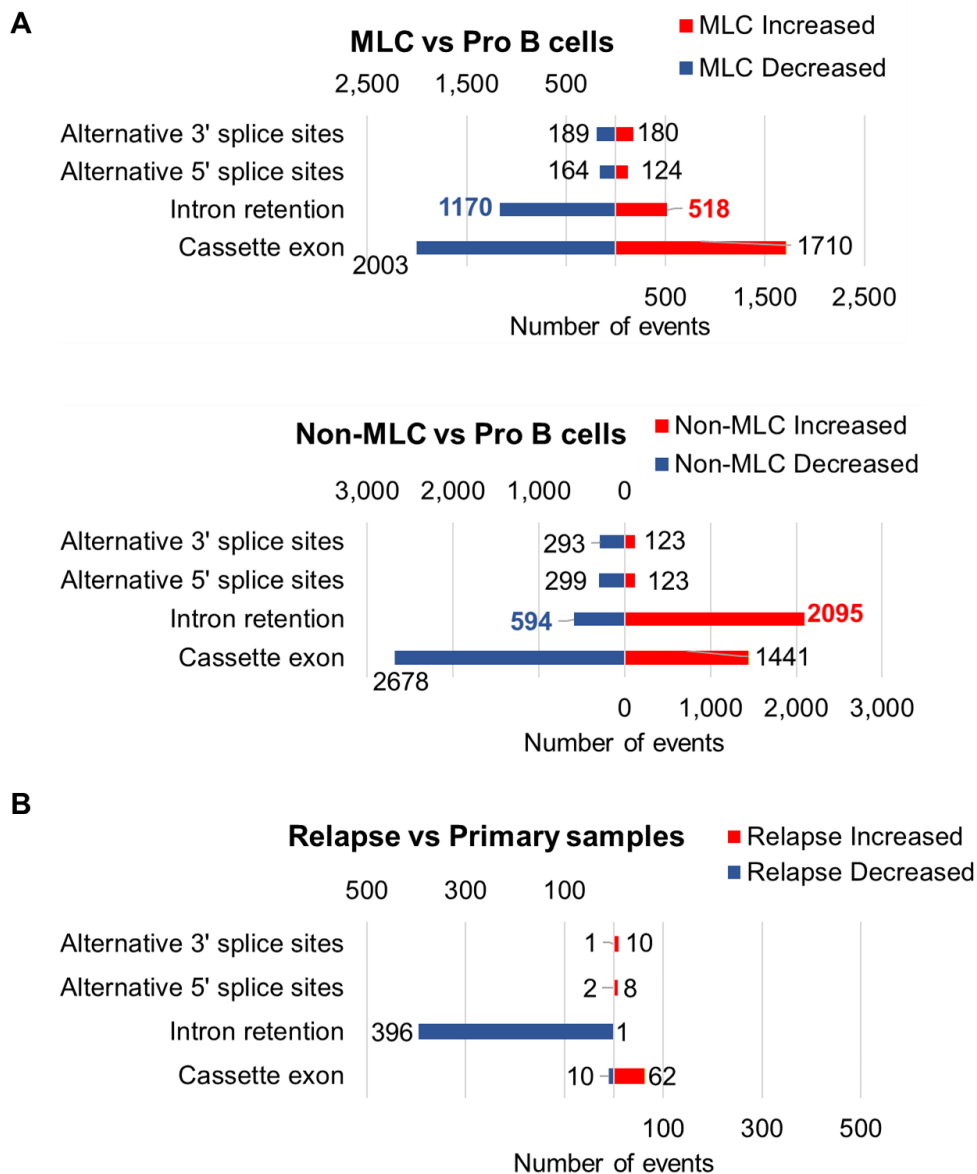 A
MLC vs Pro B cells
MLC Increased
MLC Decreased
2,500 1,500 500
Alternative 3' splice sites 189 180
Alternative 5' splice sites 164 124
Intron retention 1170 518
Cassette exon 2003 1710
500 1,500 2,500
Number of events
Non-MLC vs Pro B cells
Non-MLC Increased
Non-MLC Decreased
3,000 2,000 1,000 0
Alternative 3' splice sites 293 123
Alternative 5' splice sites 299 123
Intron retention 594 2095
Cassette exon 2678 1441
0 1,000 2,000 3,000
Number of events
B
Relapse vs Primary samples
Relapse Increased
Relapse Decreased
500 300 100
Alternative 3' splice sites 1 10
Alternative 5' splice sites 2 8
Intron retention 396 1
Cassette exon 10 62
100 300 500
Number of events